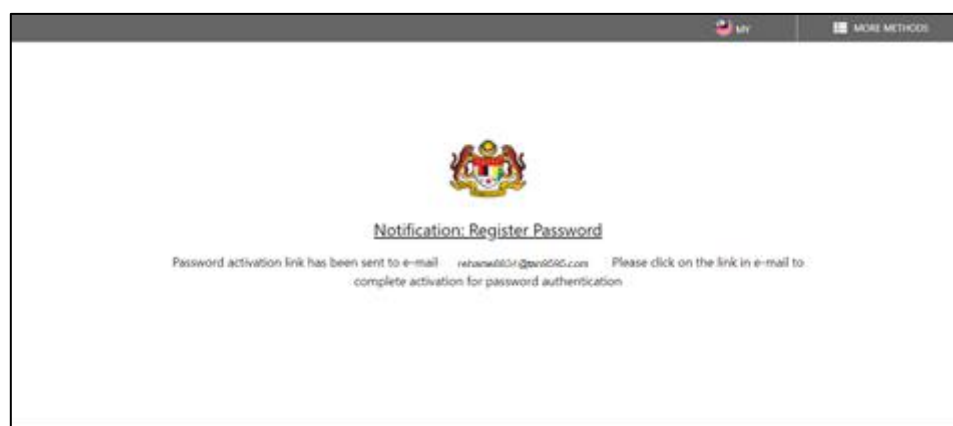 MY
MORE METHODS
Notification: Register Password
Password activation link has been sent to e-mail Please click on the link in e-mail to
complete activation for password authentication